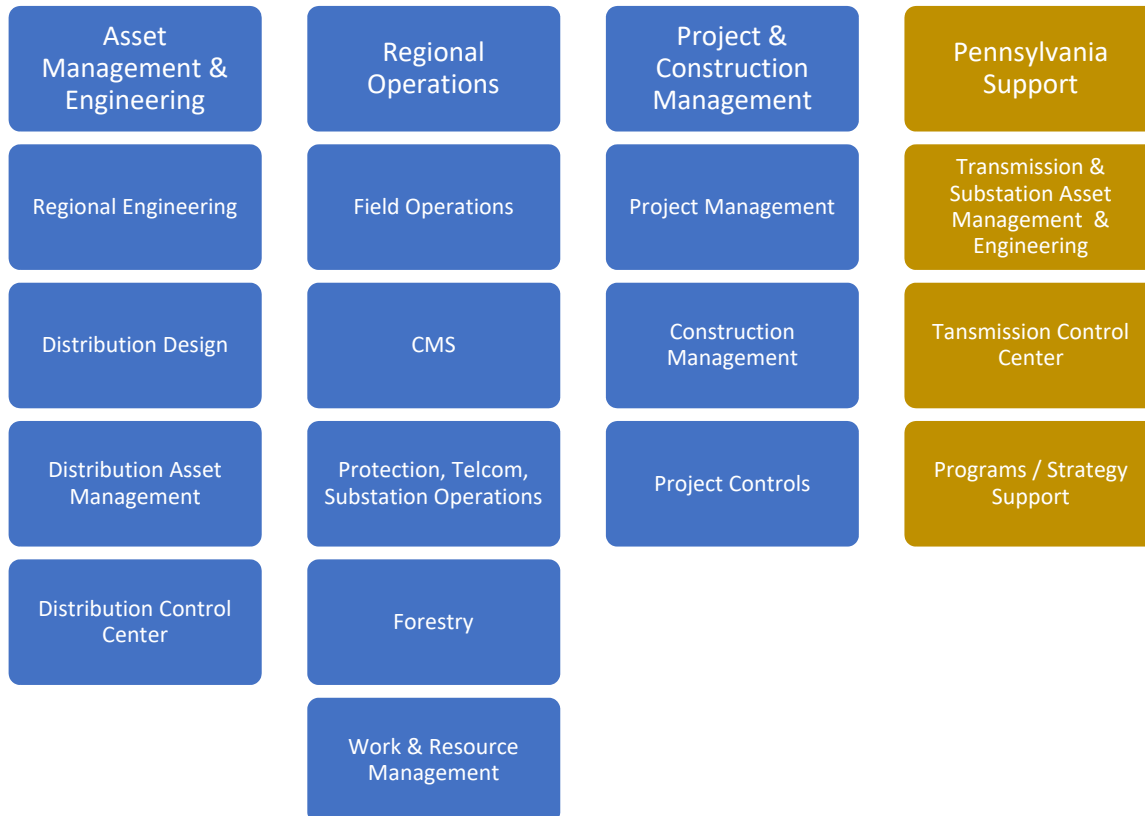 Asset
Management &
Engineering
Regional Engineering
Distribution Design
Distribution Asset
Management
Distribution Control
Center
Regional
Operations
Field Operations
CMS
Protection, Telcom,
Substation Operations
Forestry
Work & Resource
Management
Project &
Construction
Management
Project Management
Construction
Management
Project Controls
Pennsylvania
Support
Transmission &
Substation Asset
Management &
Engineering
Tansmission Control
Center
Programs / Strategy
Support